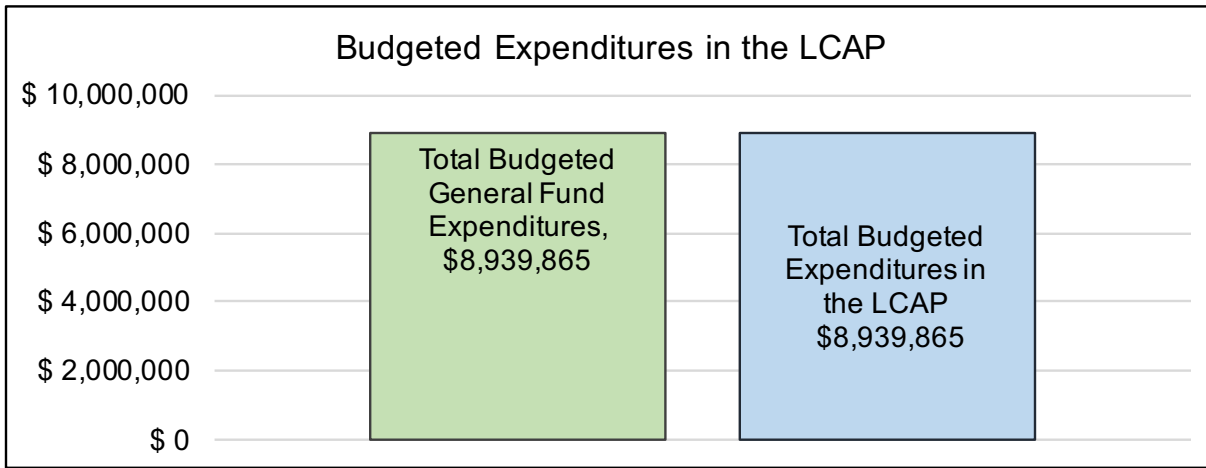 Budgeted Expenditures in the LCAP
$ 10,000,000
$ 8,000,000
$ 6,000,000
$ 4,000,000
$ 2,000,000
$ 0
Total Budgeted
General Fund
Expenditures,
$8,939,865
Total Budgeted
Expenditures in
the LCAP
$8,939,865